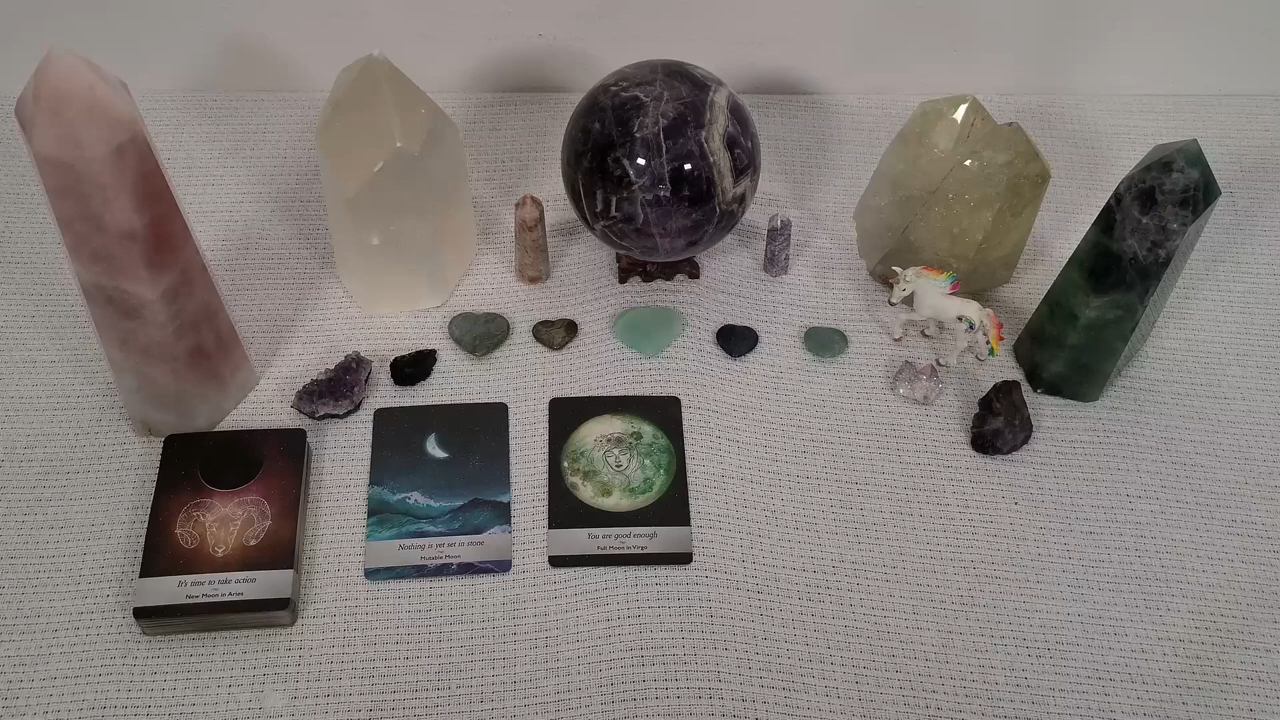 It's time to take action
New Moon in Aries
Nothing is yet set in stone
Mutable Moon
You are good enough
Full Moon in Virgo